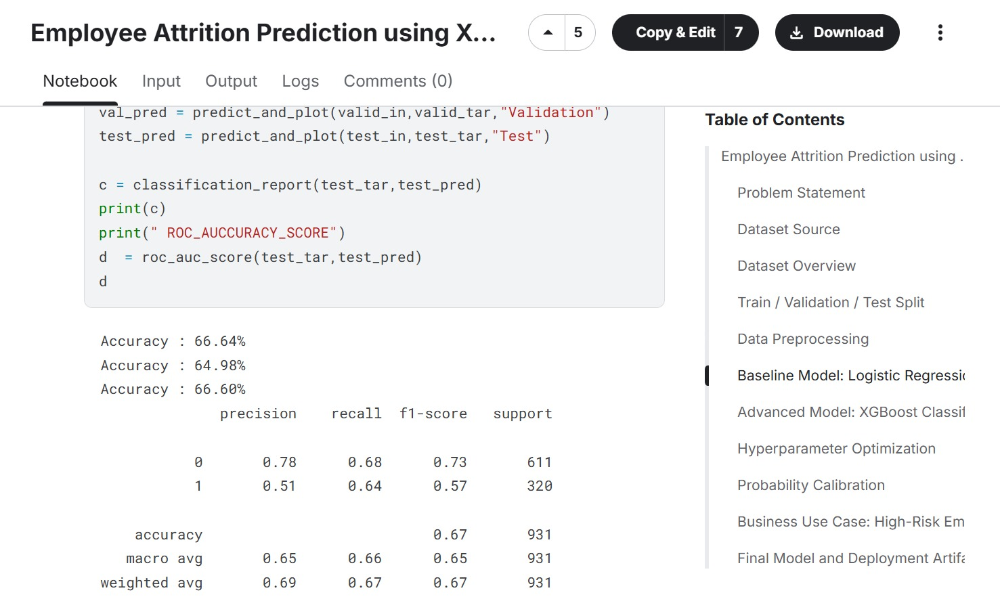 Employee Attrition Prediction using X...
5
Copy & Edit 7
Download
Notebook Input Output Logs Comments (0)
val_pred = predict_and_plot(valid_in,valid_tar,"Validation")
test_pred = predict_and_plot(test_in,test_tar,"Test")
c = classification_report(test_tar,test_pred)
print(c)
print(" ROC_AUCCURACY_SCORE")
d  = roc_auc_score(test_tar,test_pred)
d
Accuracy : 66.64%
Accuracy : 64.98%
Accuracy : 66.60%
precision recall f1-score support
0 0.78 0.68 0.73 611
1 0.51 0.64 0.57 320
accuracy 0.67 931
macro avg 0.65 0.66 0.65 931
weighted avg 0.69 0.67 0.67 931
Table of Contents
Employee Attrition Prediction using .
Problem Statement
Dataset Source
Dataset Overview
Train / Validation / Test Split
Data Preprocessing
Baseline Model: Logistic Regressic
Advanced Model: XGBoost Classif
Hyperparameter Optimization
Probability Calibration
Business Use Case: High-Risk Em
Final Model and Deployment Artifa